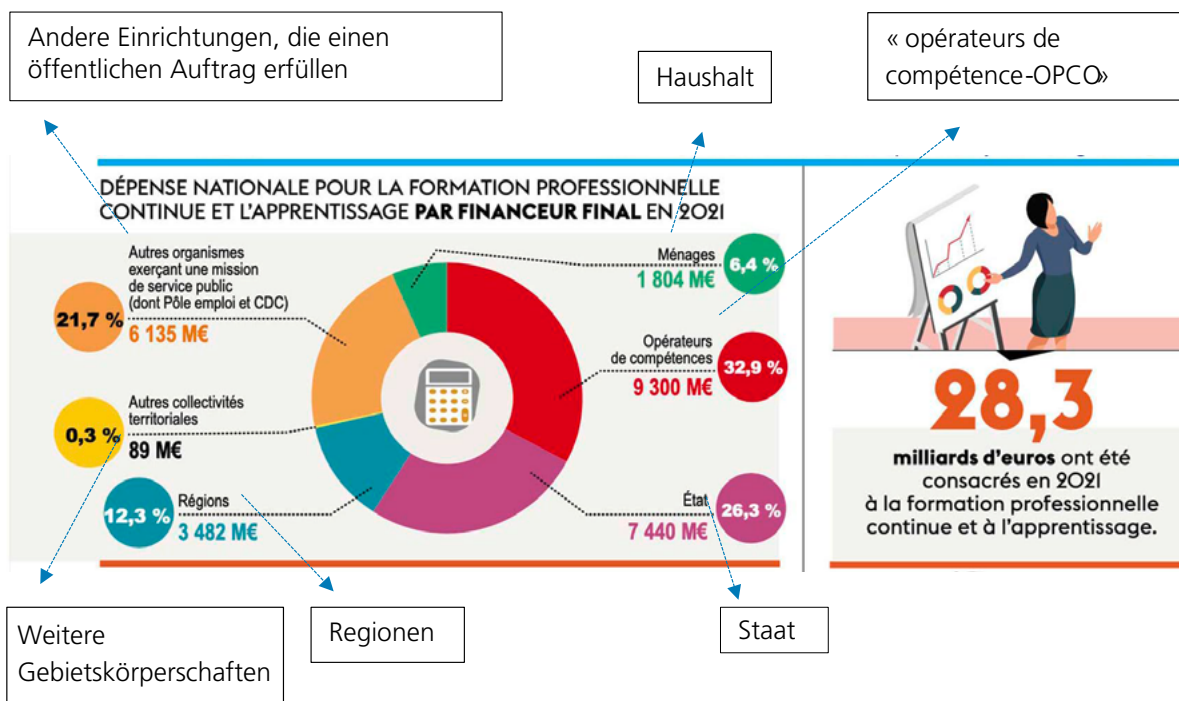 Andere Einrichtungen, die einen
öffentlichen Auftrag erfüllen
Haushalt
« opérateurs de
compétence-OPCO»
DÉPENSE NATIONALE POUR LA FORMATION PROFESSIONNELLE
CONTINUE ET L'APPRENTISSAGE PAR FINANCEUR FINAL EN 2021
Autres organismes
exerçant une mission
de service public
(dont Pôle emploi et CDC)
21,7 %
6 135 M€
Autres collectivités
territoriales
0,3 %
89 M€
Régions
12,3 %
3 482 M€
Ménages
6,4 %
1 804 M€
Opérateurs
de compétences
32,9 %
9 300 M€
État
26,3 %
7 440 M€
28,3
milliards d'euros ont été
consacrés en 2021
à la formation professionnelle
continue et à l'apprentissage.
Weitere
Gebietskörperschaften
Regionen
Staat